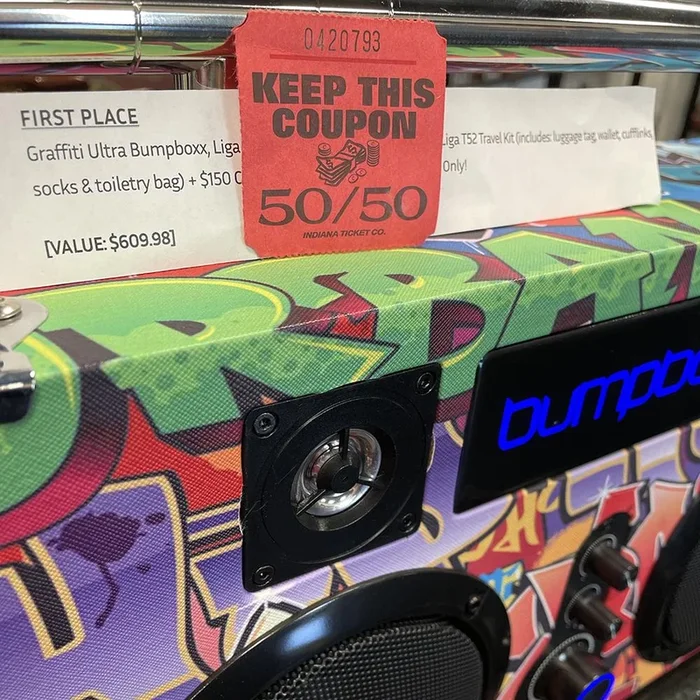 0420793
KEEP THIS
COUPON
50/50
INDIANA TICKET CO.
FIRST PLACE
Graffiti Ultra Bumpboxx, Liga
Liga T52 Travel Kit (includes: luggage tag, wallet, cufflinks,
socks & toiletry bag) + $150
Only!
[VALUE: $609.98]
bumpbo